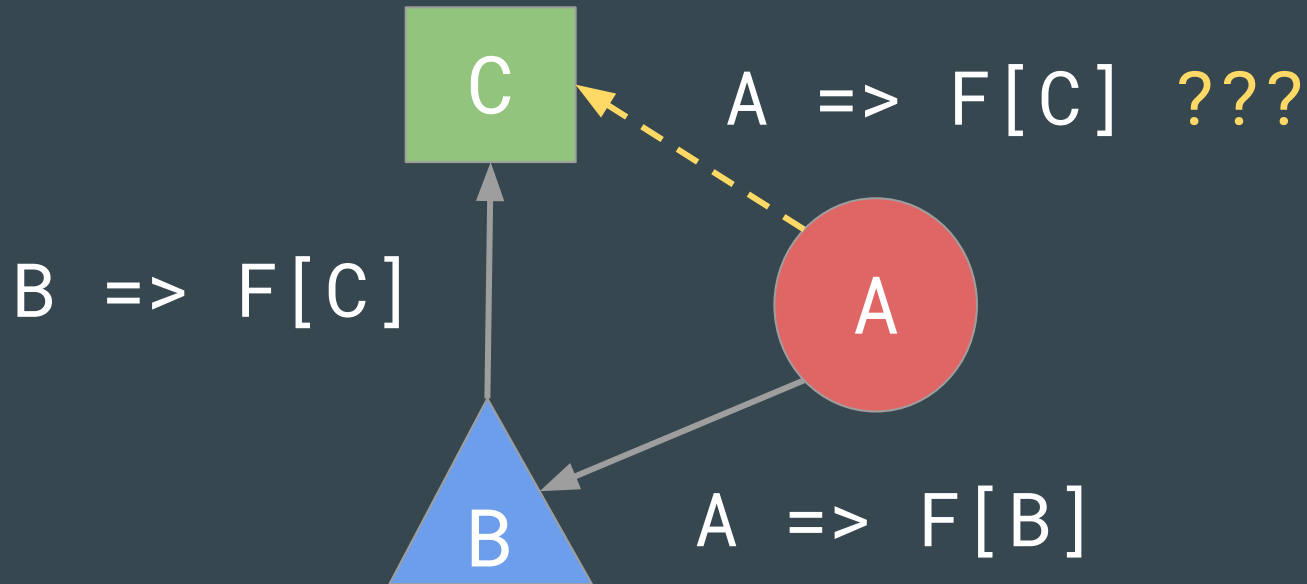 C
A => F[C] ???
B => F[C]
A
B
A => F[B]